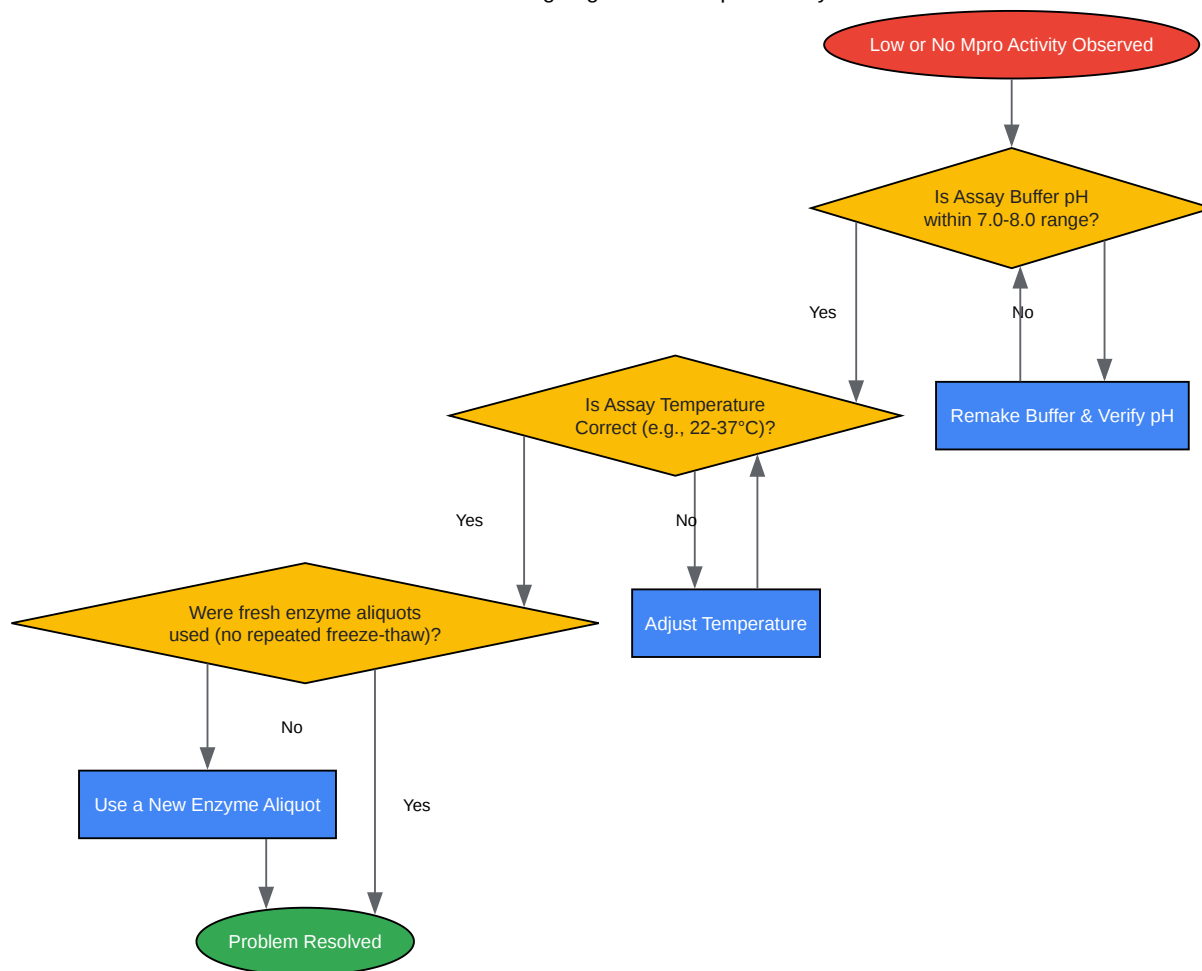 Low or No Mpro Activity Observed
Is Assay Buffer pH
within 7.0-8.0 range?
Yes
No
Is Assay Temperature
Correct (e.g., 22-37°C)?
Remake Buffer & Verify pH
Yes
No
Were fresh enzyme aliquots
used (no repeated freeze-thaw)?
Adjust Temperature
No
Use a New Enzyme Aliquot
Yes
Problem Resolved